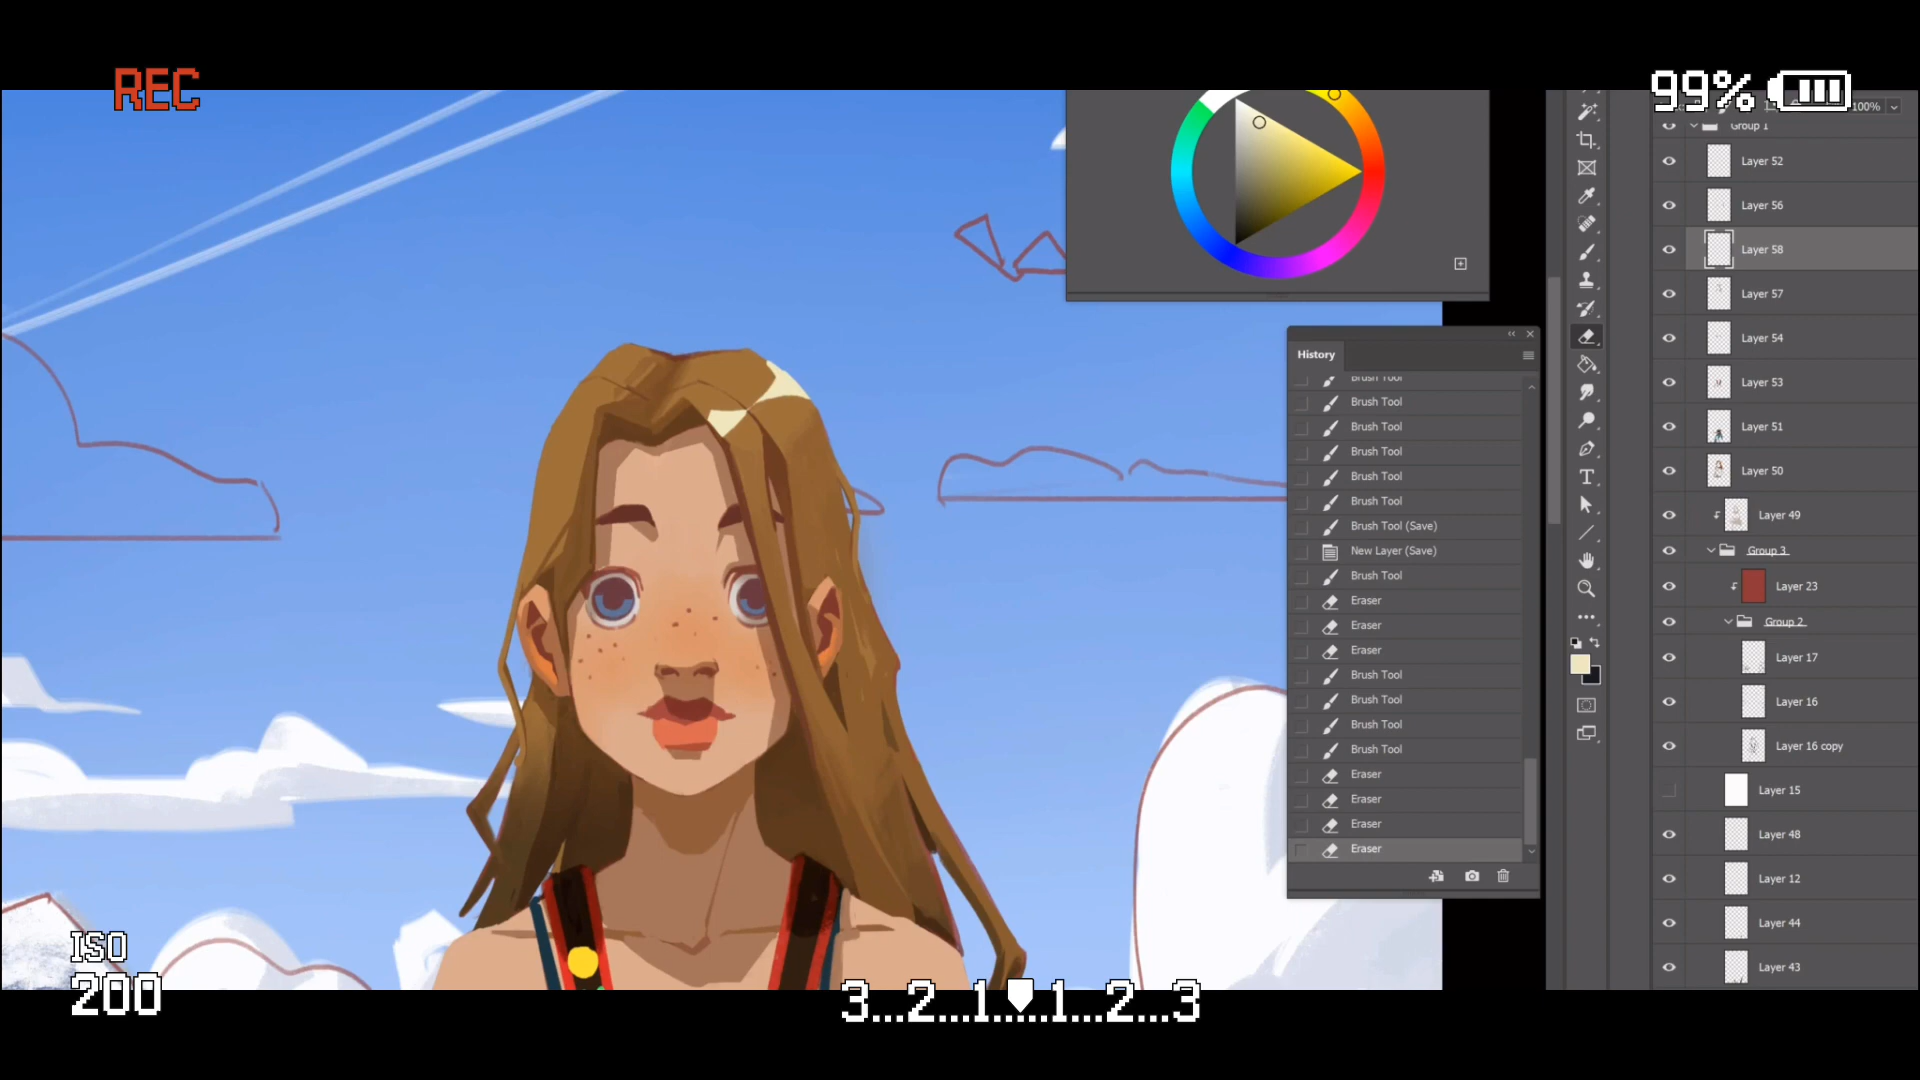 REC
99%
100%
Group 1
Layer 52
Layer 56
Layer 58
Layer 57
Layer 54
Layer 53
Layer 51
Layer 50
Layer 49
Group 3
Layer 23
Group 2
Layer 17
Layer 16
Layer 16 copy
Layer 15
Layer 48
Layer 12
Layer 44
Layer 43
History
Brush Tool
Brush Tool
Brush Tool
Brush Tool
Brush Tool
Brush Tool
Brush Tool (Save)
New Layer (Save)
Brush Tool
Eraser
Eraser
Eraser
Brush Tool
Brush Tool
Brush Tool
Brush Tool
Eraser
Eraser
Eraser
Eraser
ISO
200
3...2...1...1...2...3